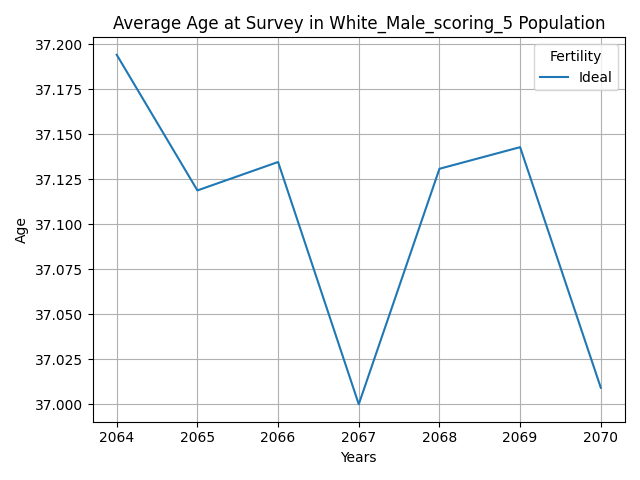 Average Age at Survey in White_Male_scoring_5 Population
Fertility
Ideal
37.200
37.175
37.150
37.125
37.100
37.075
37.050
37.025
37.000
Age
2064 2065 2066 2067 2068 2069 2070
Years